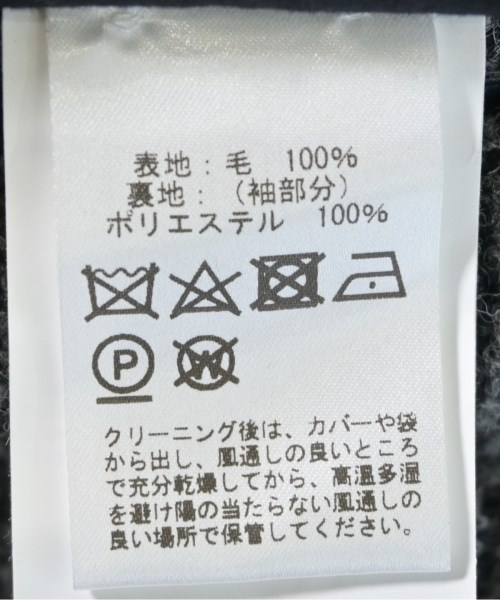 表地：毛　100%
裏地：（袖部分）
ポリエステル　100%
P
W
クリーニング後は、カバーや袋
から出し、風通しの良いところ
で充分乾燥してから、高温多湿
を避け陽の当たらない風通しの
良い場所で保管してください。